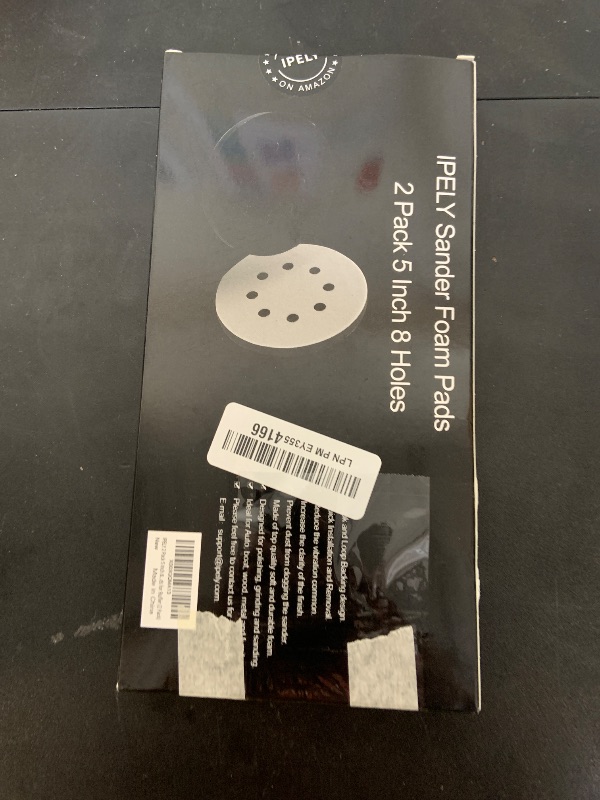 IPELY
★ ★ ★ ON AMAZON ★ ★ ★
IPELY Sander Foam Pads
2 Pack 5 Inch 8 Holes
LPN PM EY3554166
and Loop Backing design.
Installation and Removal
the vibration common.
increase the clarity of the finish.
Prevent dust from clogging the sander.
Made of top quality soft and durable foam.
Designed for polishing, grinding and sanding.
Ideal for Auto, boat, wood, metal and
Please feel free to contact us for
E-mail: support@ipely.com
New
Made in China